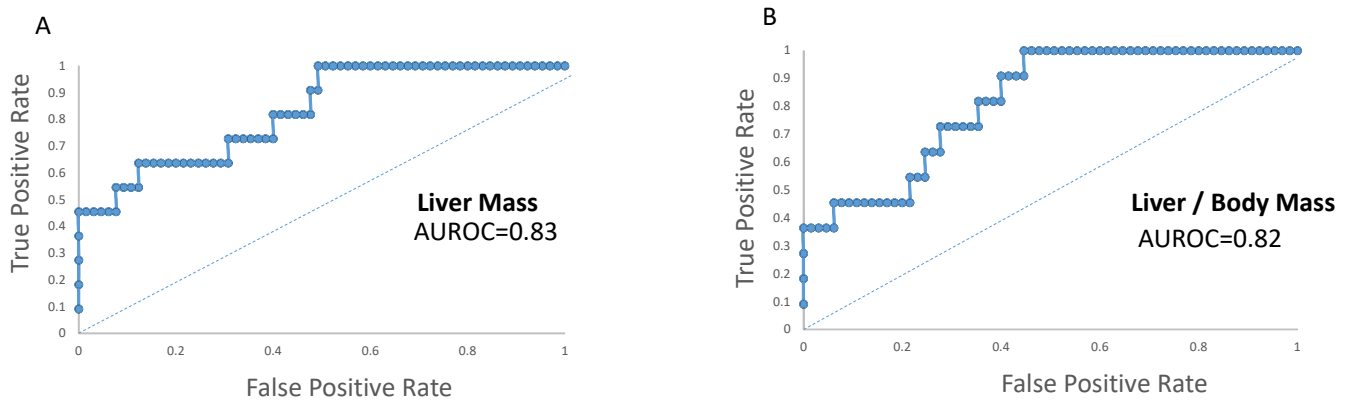 A
True Positive Rate
1
0.9
0.8
0.7
0.6
0.5
0.4
0.3
0.2
0.1
0
0 0.2 0.4 0.6 0.8 1
Liver Mass
AUROC=0.83
False Positive Rate
B
True Positive Rate
1
0.9
0.8
0.7
0.6
0.5
0.4
0.3
0.2
0.1
0
0 0.2 0.4 0.6 0.8 1
Liver / Body Mass
AUROC=0.82
False Positive Rate